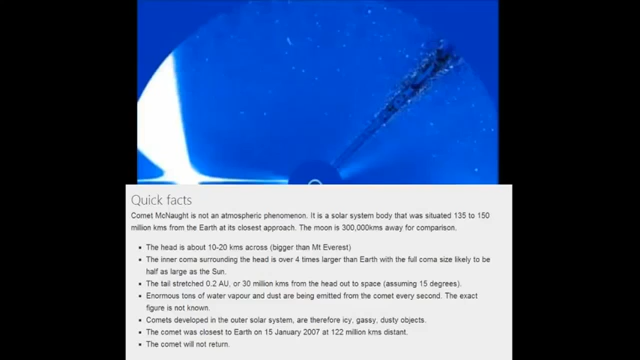 Quick facts
Comet McNaught is not an atmospheric phenomenon. It is a solar system body that was situated 135 to 150
million kms from the Earth at its closest approach. The moon is 300,000kms away for comparison.
The head is about 10-20 kms across (bigger than Mt Everest)
The inner coma surrounding the head is over 4 times larger than Earth with the full coma size likely to be
half as large as the Sun.
The tail stretched 0.2 AU, or 30 million kms from the head out to space (assuming 15 degrees).
Enormous tons of water vapour and dust are being emitted from the comet every second. The exact
figure is not known.
Comets developed in the outer solar system, are therefore icy, gassy, dusty objects.
The comet was closest to Earth on 15 January 2007 at 122 million kms distant.
The comet will not return.